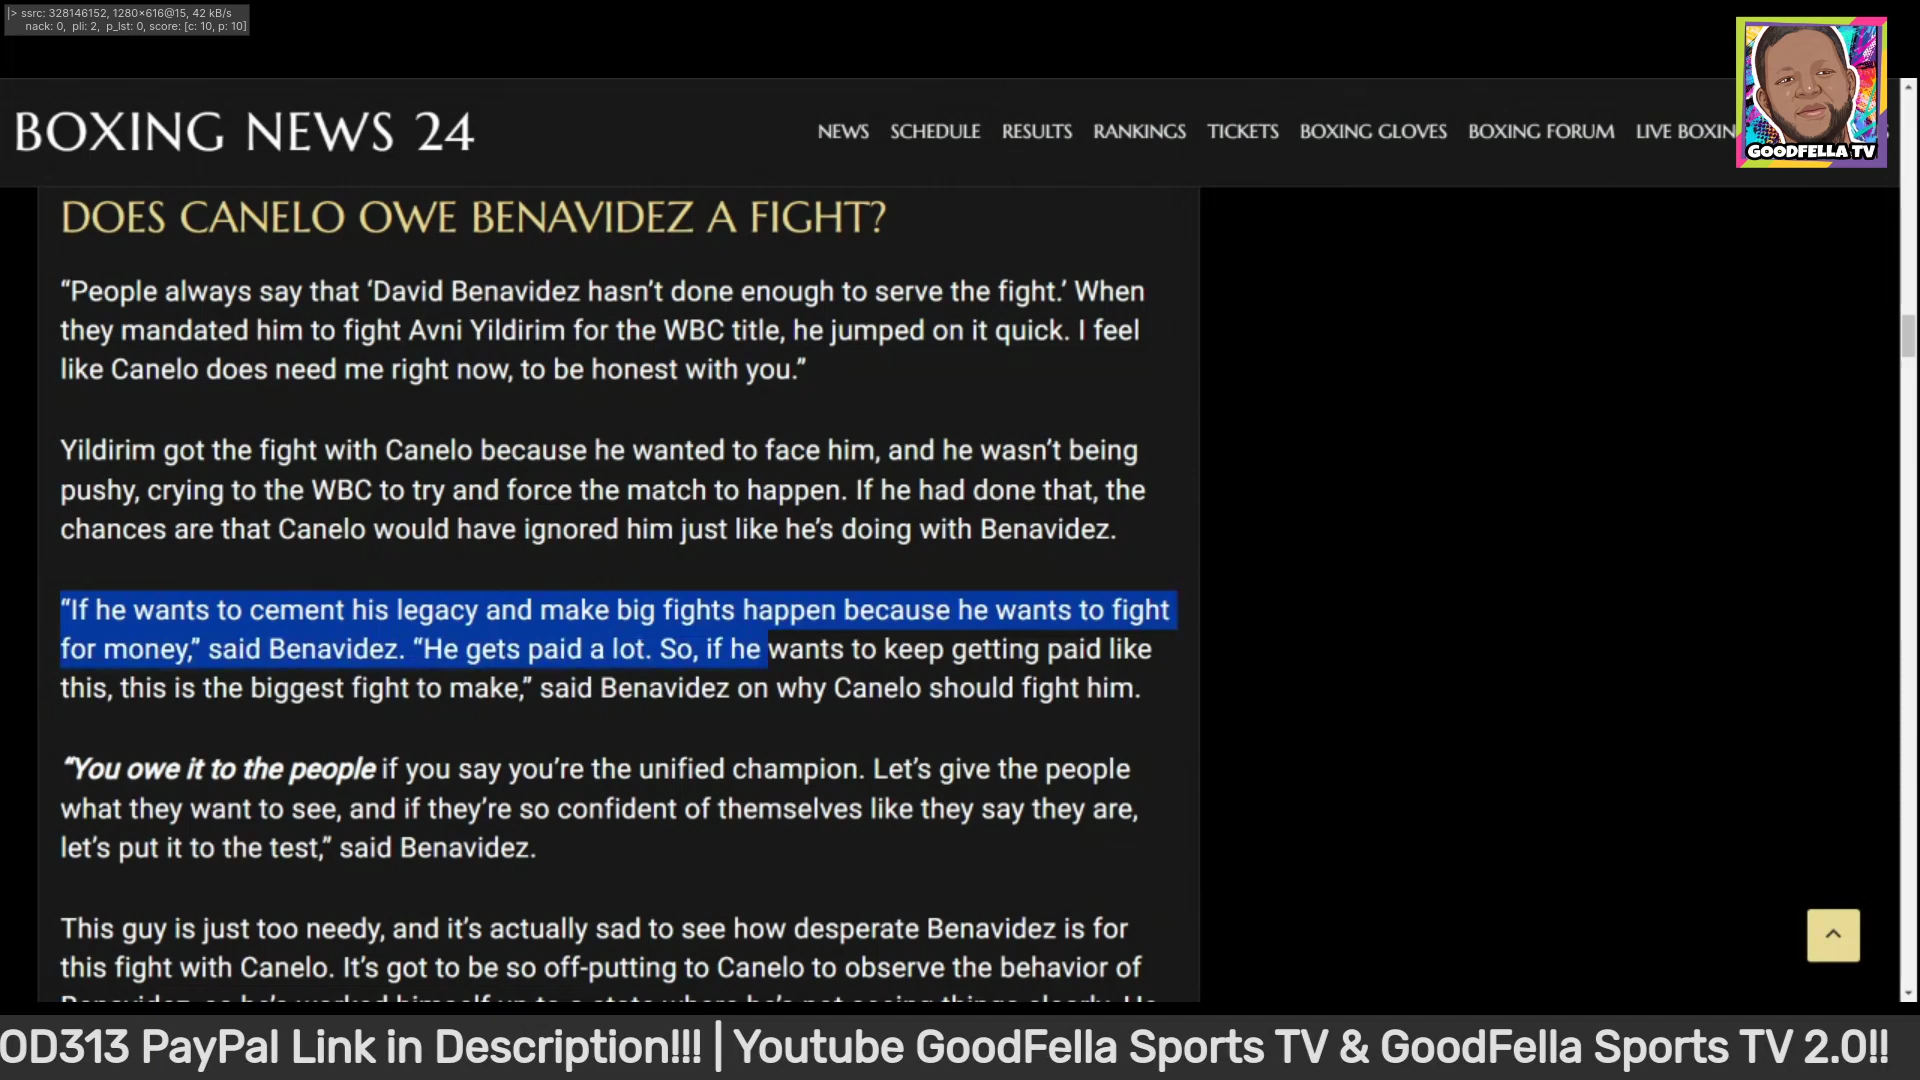 |> ssrc: 328146152, 1280×616@15, 42 kB/s
nack: 0, pli: 2, p_lst: 0, score: [c: 10, p: 10]
GOODFELLA TV
BOXING NEWS 24
NEWS SCHEDULE RESULTS RANKINGS TICKETS BOXING GLOVES BOXING FORUM LIVE BOXIN
DOES CANELO OWE BENAVIDEZ A FIGHT?
“People always say that ‘David Benavidez hasn’t done enough to serve the fight.’ When
they mandated him to fight Avni Yildirim for the WBC title, he jumped on it quick. I feel
like Canelo does need me right now, to be honest with you.”
Yildirim got the fight with Canelo because he wanted to face him, and he wasn’t being
pushy, crying to the WBC to try and force the match to happen. If he had done that, the
chances are that Canelo would have ignored him just like he’s doing with Benavidez.
“If he wants to cement his legacy and make big fights happen because he wants to fight
for money,” said Benavidez. “He gets paid a lot. So, if he wants to keep getting paid like
this, this is the biggest fight to make,” said Benavidez on why Canelo should fight him.
“You owe it to the people if you say you’re the unified champion. Let’s give the people
what they want to see, and if they’re so confident of themselves like they say they are,
let’s put it to the test,” said Benavidez.
This guy is just too needy, and it’s actually sad to see how desperate Benavidez is for
this fight with Canelo. It’s got to be so off-putting to Canelo to observe the behavior of
OD313 PayPal Link in Description!!! | Youtube GoodFella Sports TV & GoodFella Sports TV 2.0!!